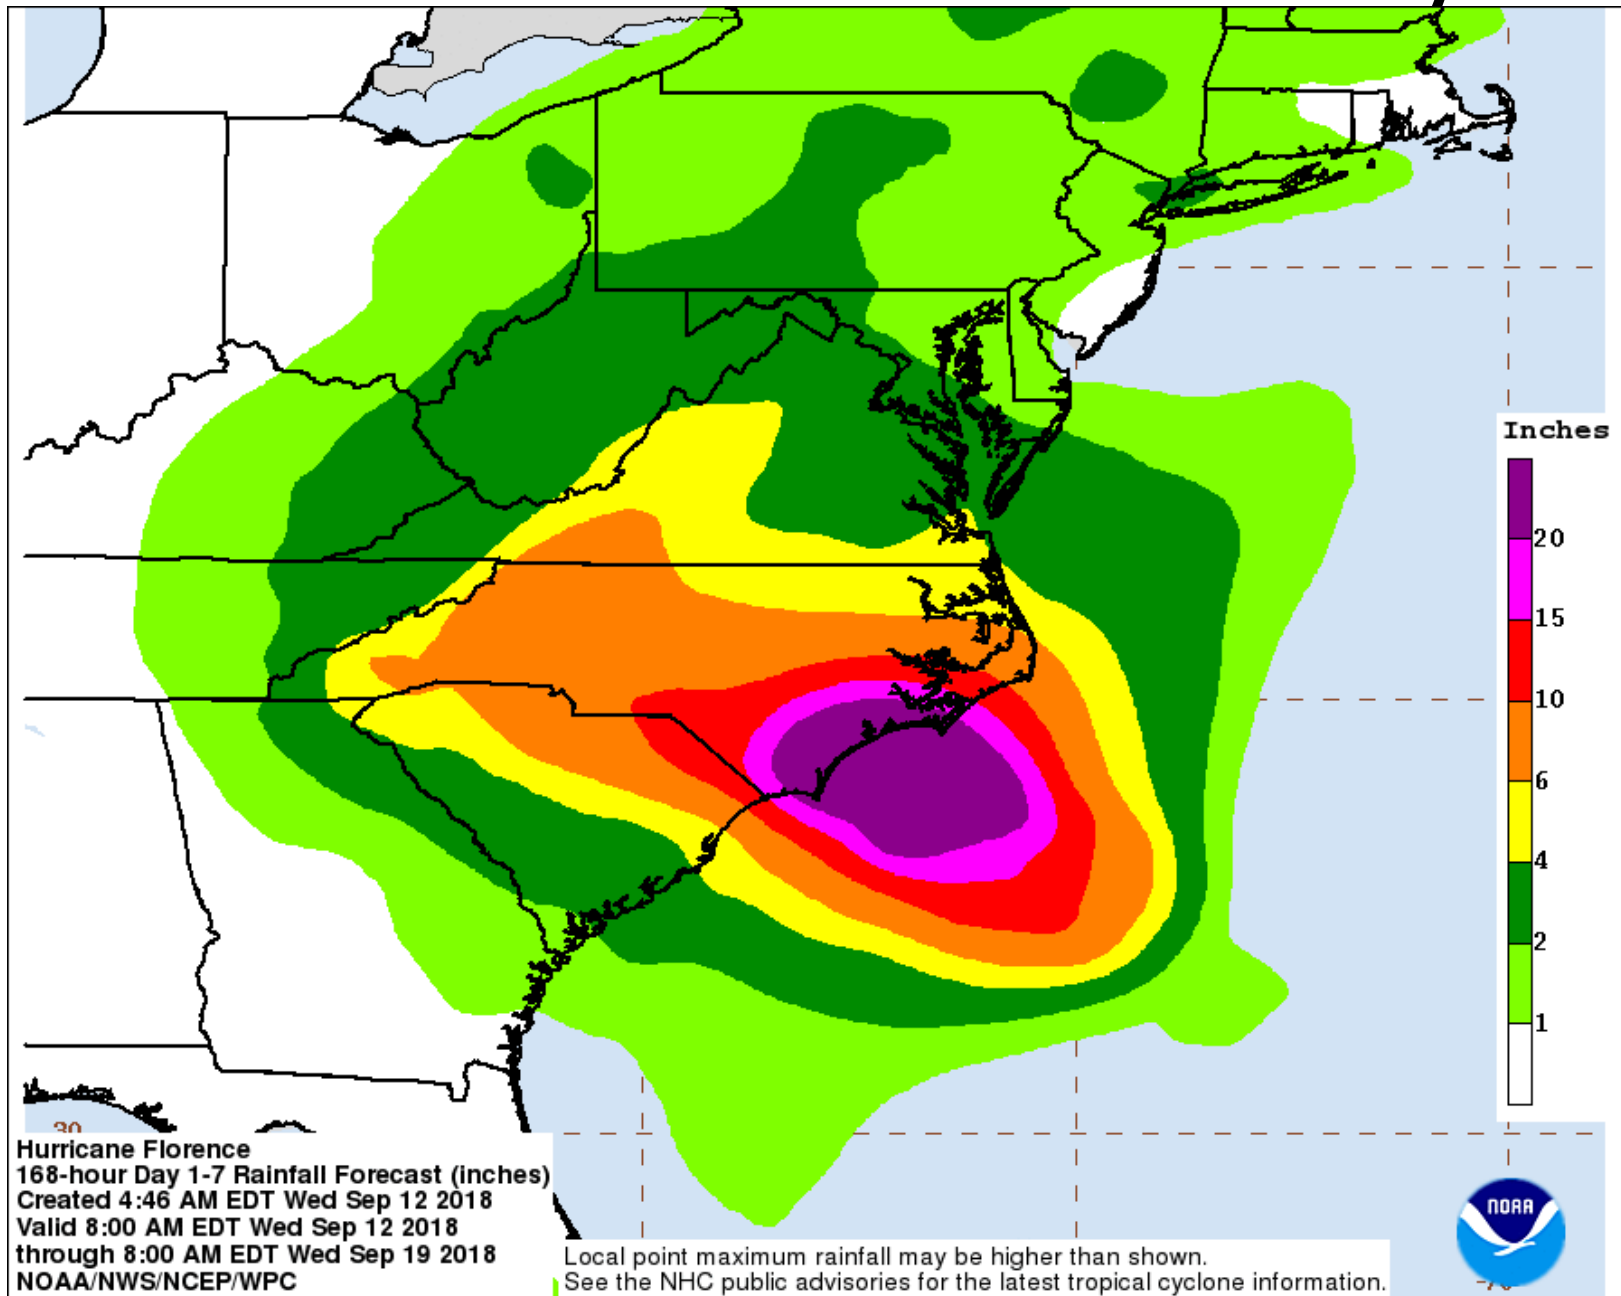 Inches
20
15
10
6
4
2
1
30
Hurricane Florence
168-hour Day 1-7 Rainfall Forecast (inches)
Created 4:46 AM EDT Wed Sep 12 2018
Valid 8:00 AM EDT Wed Sep 12 2018
through 8:00 AM EDT Wed Sep 19 2018
NOAA/NWS/NCEP/WPC
Local point maximum rainfall may be higher than shown.
See the NHC public advisories for the latest tropical cyclone information.
NOAA
-70